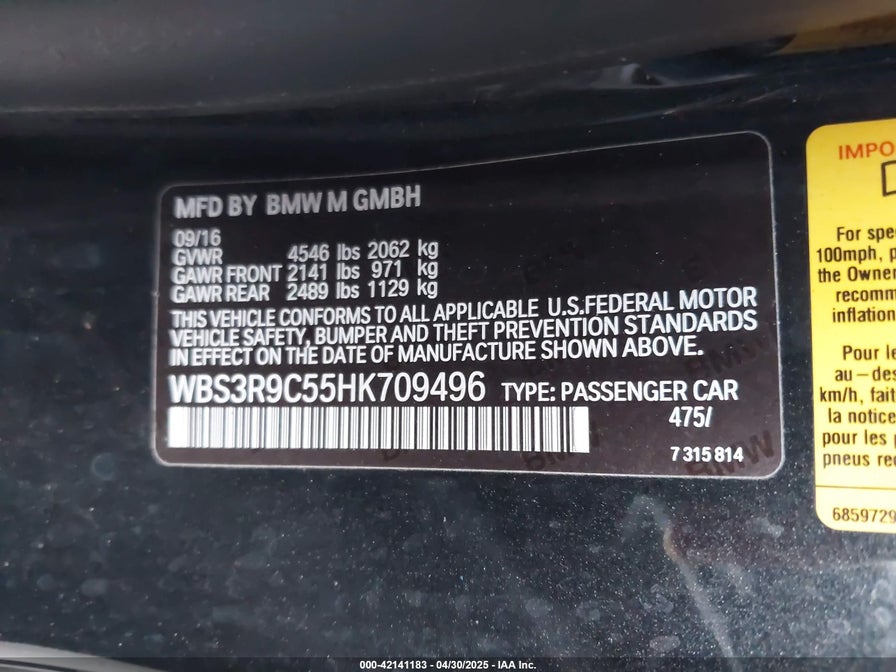 MFD BY BMW M GMBH
09/16
GVWR 4546 lbs 2062 kg
GAWR FRONT 2141 lbs 971 kg
GAWR REAR 2489 lbs 1129 kg
THIS VEHICLE CONFORMS TO ALL APPLICABLE U.S.FEDERAL MOTOR
VEHICLE SAFETY, BUMPER AND THEFT PREVENTION STANDARDS
IN EFFECT ON THE DATE OF MANUFACTURE SHOWN ABOVE.
WBS3R9C55HK709496 TYPE: PASSENGER CAR
475/
7 315 814
IMPO
For spe
100mph, p
the Owner
recomm
inflation
Pour le
au-des
km/h, fait
la notice
pour les
pneus re
6859729
000-42141183 - 04/30/2025 - IAA Inc.